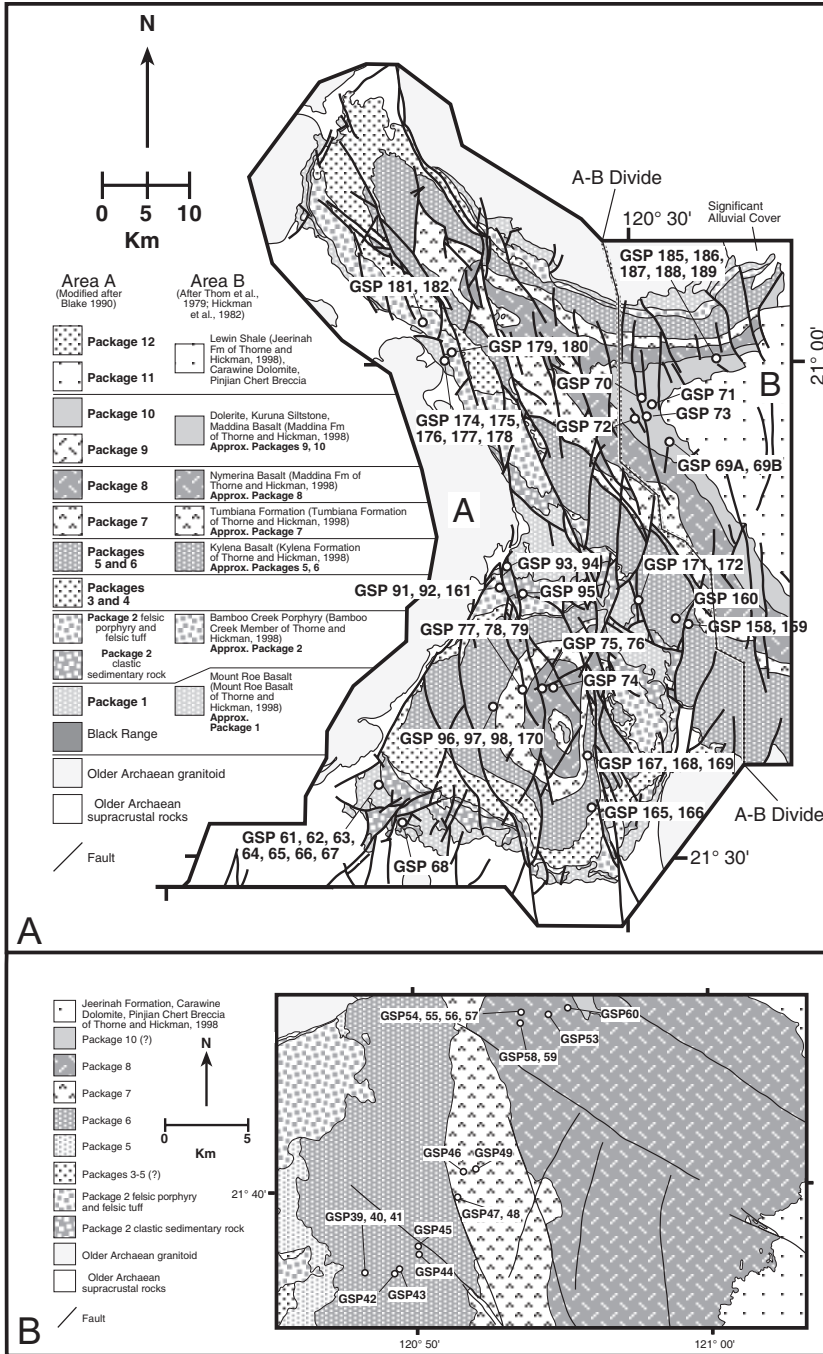 N
0 5 10
Km
A-B Divide
120° 30'
Significant
Alluvial Cover
GSP 185, 186,
187, 188, 189
21° 00'
B
GSP 181, 182
GSP 179, 180
GSP 70
GSP 71
GSP 73
GSP 72
GSP 174, 175,
176, 177, 178
GSP 69A, 69B
A
GSP 93, 94
GSP 171, 172
GSP 91, 92, 161
GSP 95
GSP 160
GSP 158, 159
GSP 77, 78, 79
GSP 75, 76
GSP 74
GSP 96, 97, 98, 170
GSP 167, 168, 169
GSP 165, 166
A-B Divide
GSP 61, 62, 63,
64, 65, 66, 67
GSP 68
21° 30'
Area A
(Modified after
Blake 1990)
Area B
(After Thom et al.,
1979; Hickman
et al., 1982)
Package 12
Package 11
Lewin Shale (Jeerinah
Fm of Thorne and
Hickman, 1998),
Carawine Dolomite,
Pinjian Chert Breccia
Package 10
Package 9
Dolerite, Kuruna Siltstone,
Maddina Basalt (Maddina Fm
of Thorne and Hickman, 1998)
Approx. Packages 9, 10
Package 8
Nymerina Basalt (Maddina Fm of
Thorne and Hickman, 1998)
Approx. Package 8
Package 7
Tumbiana Formation (Tumbiana Formation
of Thorne and Hickman, 1998)
Approx. Package 7
Packages
5 and 6
Kylena Basalt (Kylena Formation
of Thorne and Hickman, 1998)
Approx. Packages 5, 6
Packages
3 and 4
Package 2 felsic
porphyry and
felsic tuff
Bamboo Creek Porphyry (Bamboo
Creek Member of Thorne and
Hickman, 1998)
Approx. Package 2
Package 2
clastic
sedimentary rock
Package 1
Mount Roe Basalt
(Mount Roe Basalt
of Thorne and
Hickman, 1998)
Approx.
Package 1
Black Range
Older Archaean granitoid
Older Archaean
supracrustal rocks
Fault
A
Jeerinah Formation, Carawine
Dolomite, Pinjian Chert Breccia
of Thorne and Hickman, 1998
Package 10 (?)
Package 8
Package 7
Package 6
Package 5
Packages 3-5 (?)
Package 2 felsic porphyry
and felsic tuff
Package 2 clastic sedimentary rock
Older Archaean granitoid
Older Archaean
supracrustal rocks
Fault
N
0 5
Km
GSP54, 55, 56, 57
GSP60
GSP53
GSP58, 59
GSP46
GSP49
21° 40'
GSP47, 48
GSP39, 40, 41
GSP45
GSP44
GSP42
GSP43
B
120° 50'
121° 00'